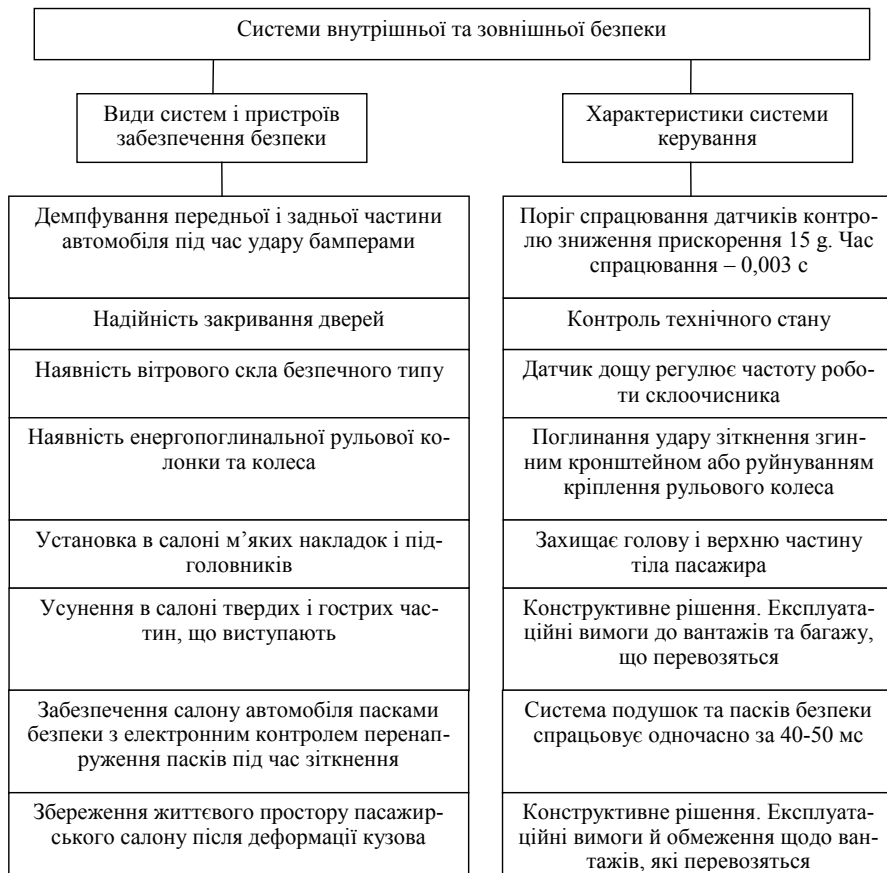 Системи внутрішньої та зовнішньої безпеки
Види систем і пристроїв
забезпечення безпеки
Характеристики системи
керування
Демпфування передньої і задньої частини
автомобіля під час удару бамперами
Поріг спрацювання датчиків контро-
лю зниження прискорення 15 g. Час
спрацювання – 0,003 с
Надійність закривання дверей
Контроль технічного стану
Наявність вітрового скла безпечного типу
Датчик дощу регулює частоту робо-
ти склоочисника
Наявність енергопоглинальної рульової ко-
лонки та колеса
Поглинання удару зіткнення згин-
ним кронштейном або руйнуванням
кріплення рульового колеса
Установка в салоні м’яких накладок і під-
головників
Захищає голову і верхню частину
тіла пасажира
Усунення в салоні твердих і гострих час-
тин, що виступають
Конструктивне рішення. Експлуата-
ційні вимоги до вантажів та багажу,
що перевозяться
Забезпечення салону автомобіля пасками
безпеки з електронним контролем перенап-
руження пасків під час зіткнення
Система подушок та пасків безпеки
спрацьовує одночасно за 40-50 мс
Збереження життєвого простору пасажир-
ського салону після деформації кузова
Конструктивне рішення. Експлуата-
ційні вимоги й обмеження щодо ван-
тажів, які перевозяться